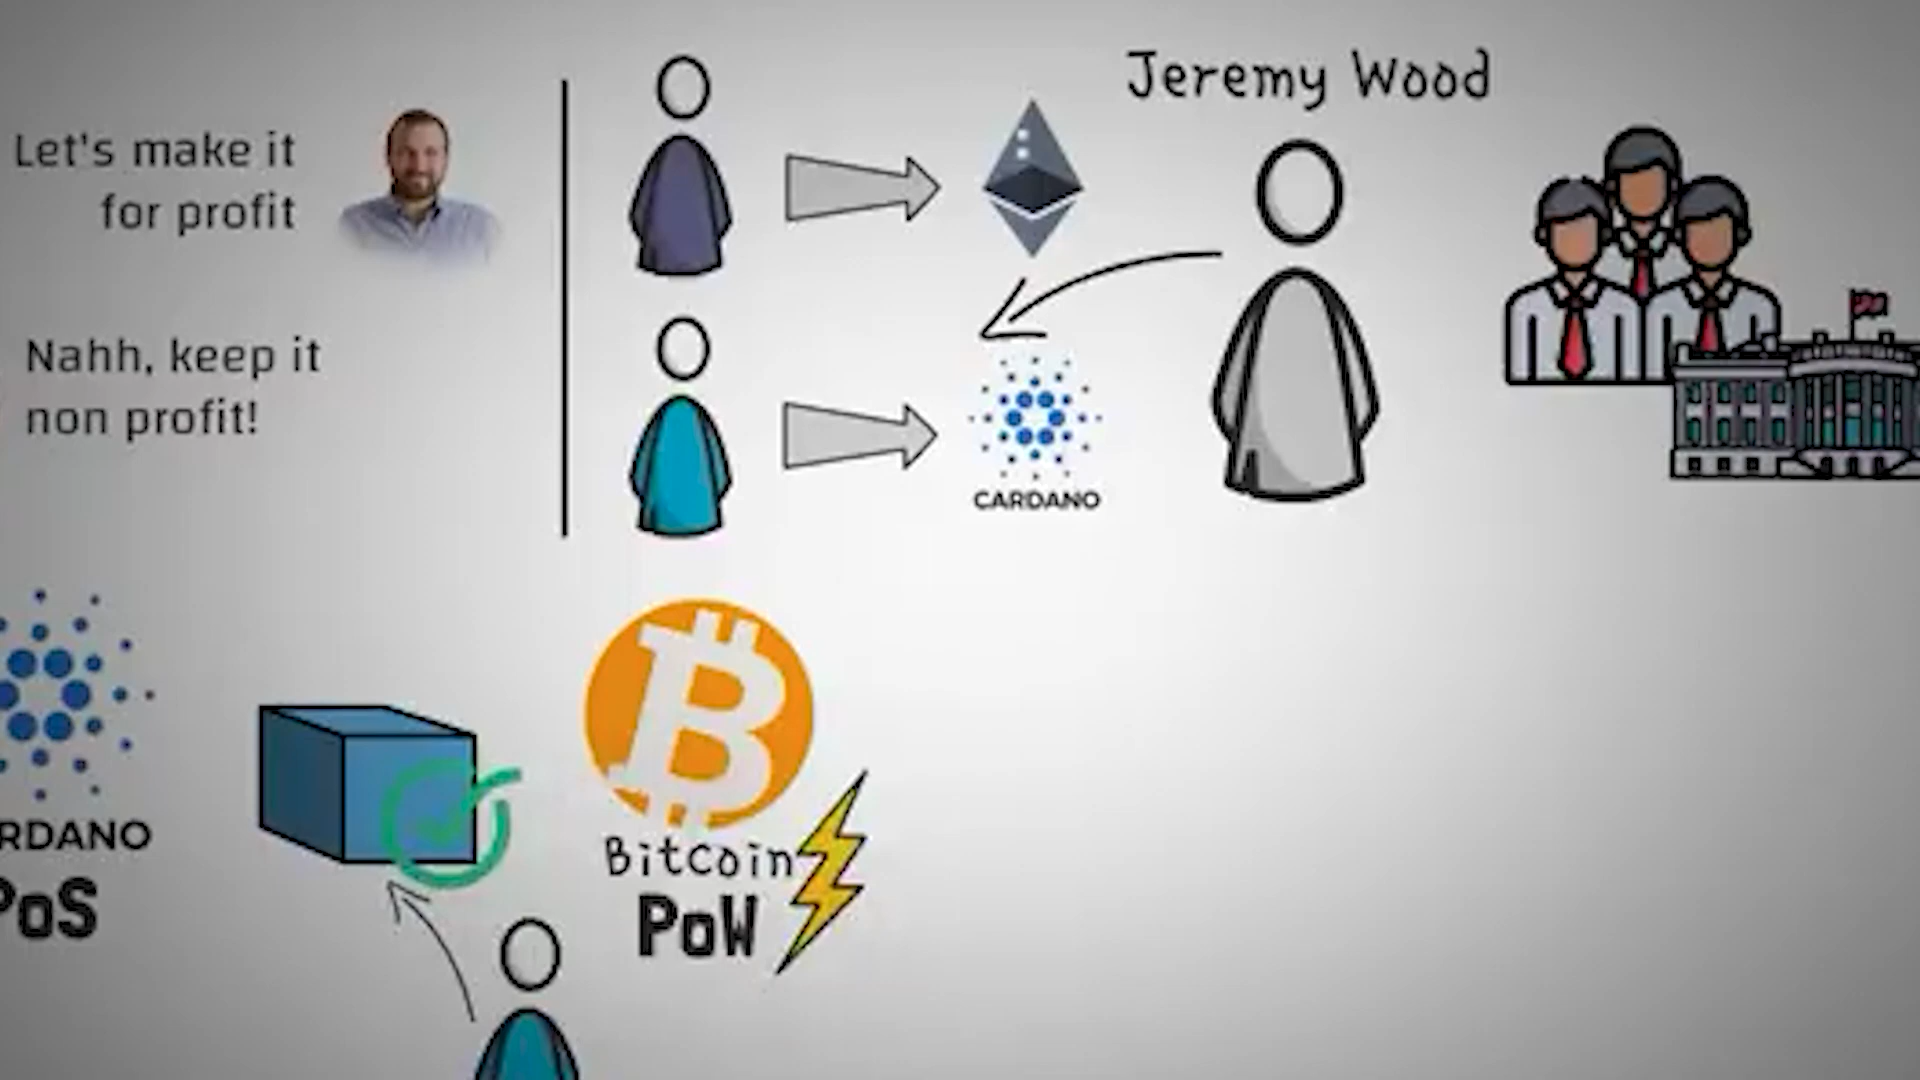 Jeremy Wood
Let's make it
for profit
Nahh, keep it
non profit!
CARDANO
RDANO
PoS
Bitcoin
PoW